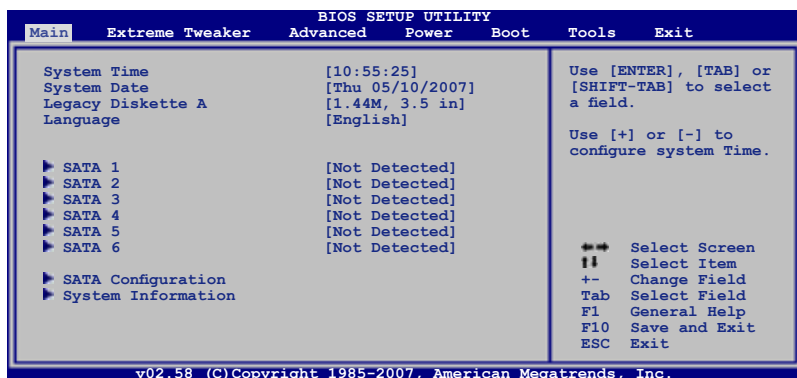 BIOS SETUP UTILITY
Main Extreme Tweaker Advanced Power Boot Tools Exit
System Time [10:55:25]
System Date [Thu 05/10/2007]
Legacy Diskette A [1.44M, 3.5 in]
Language [English]
SATA 1 [Not Detected]
SATA 2 [Not Detected]
SATA 3 [Not Detected]
SATA 4 [Not Detected]
SATA 5 [Not Detected]
SATA 6 [Not Detected]
SATA Configuration
System Information
Use [ENTER], [TAB] or
[SHIFT-TAB] to select
a field.
Use [+] or [-] to
configure system Time.
Select Screen
Select Item
+- Change Field
Tab Select Field
F1 General Help
F10 Save and Exit
ESC Exit
v02.58 (C)Copyright 1985-2007, American Megatrends, Inc.